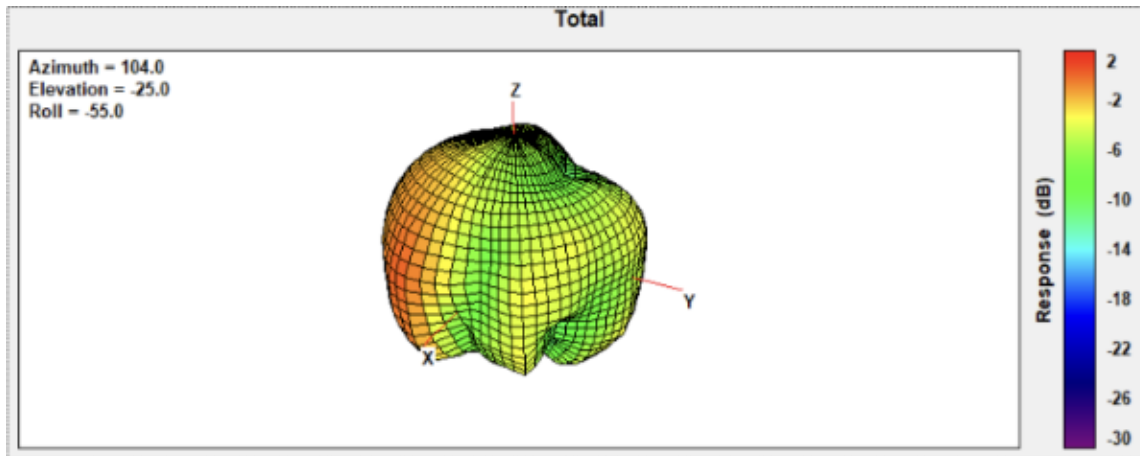 Total
Azimuth = 104.0
Elevation = -25.0
Roll = -55.0
Z
Y
X
2
-2
-6
-10
-14
-18
-22
-26
-30
Response (dB)